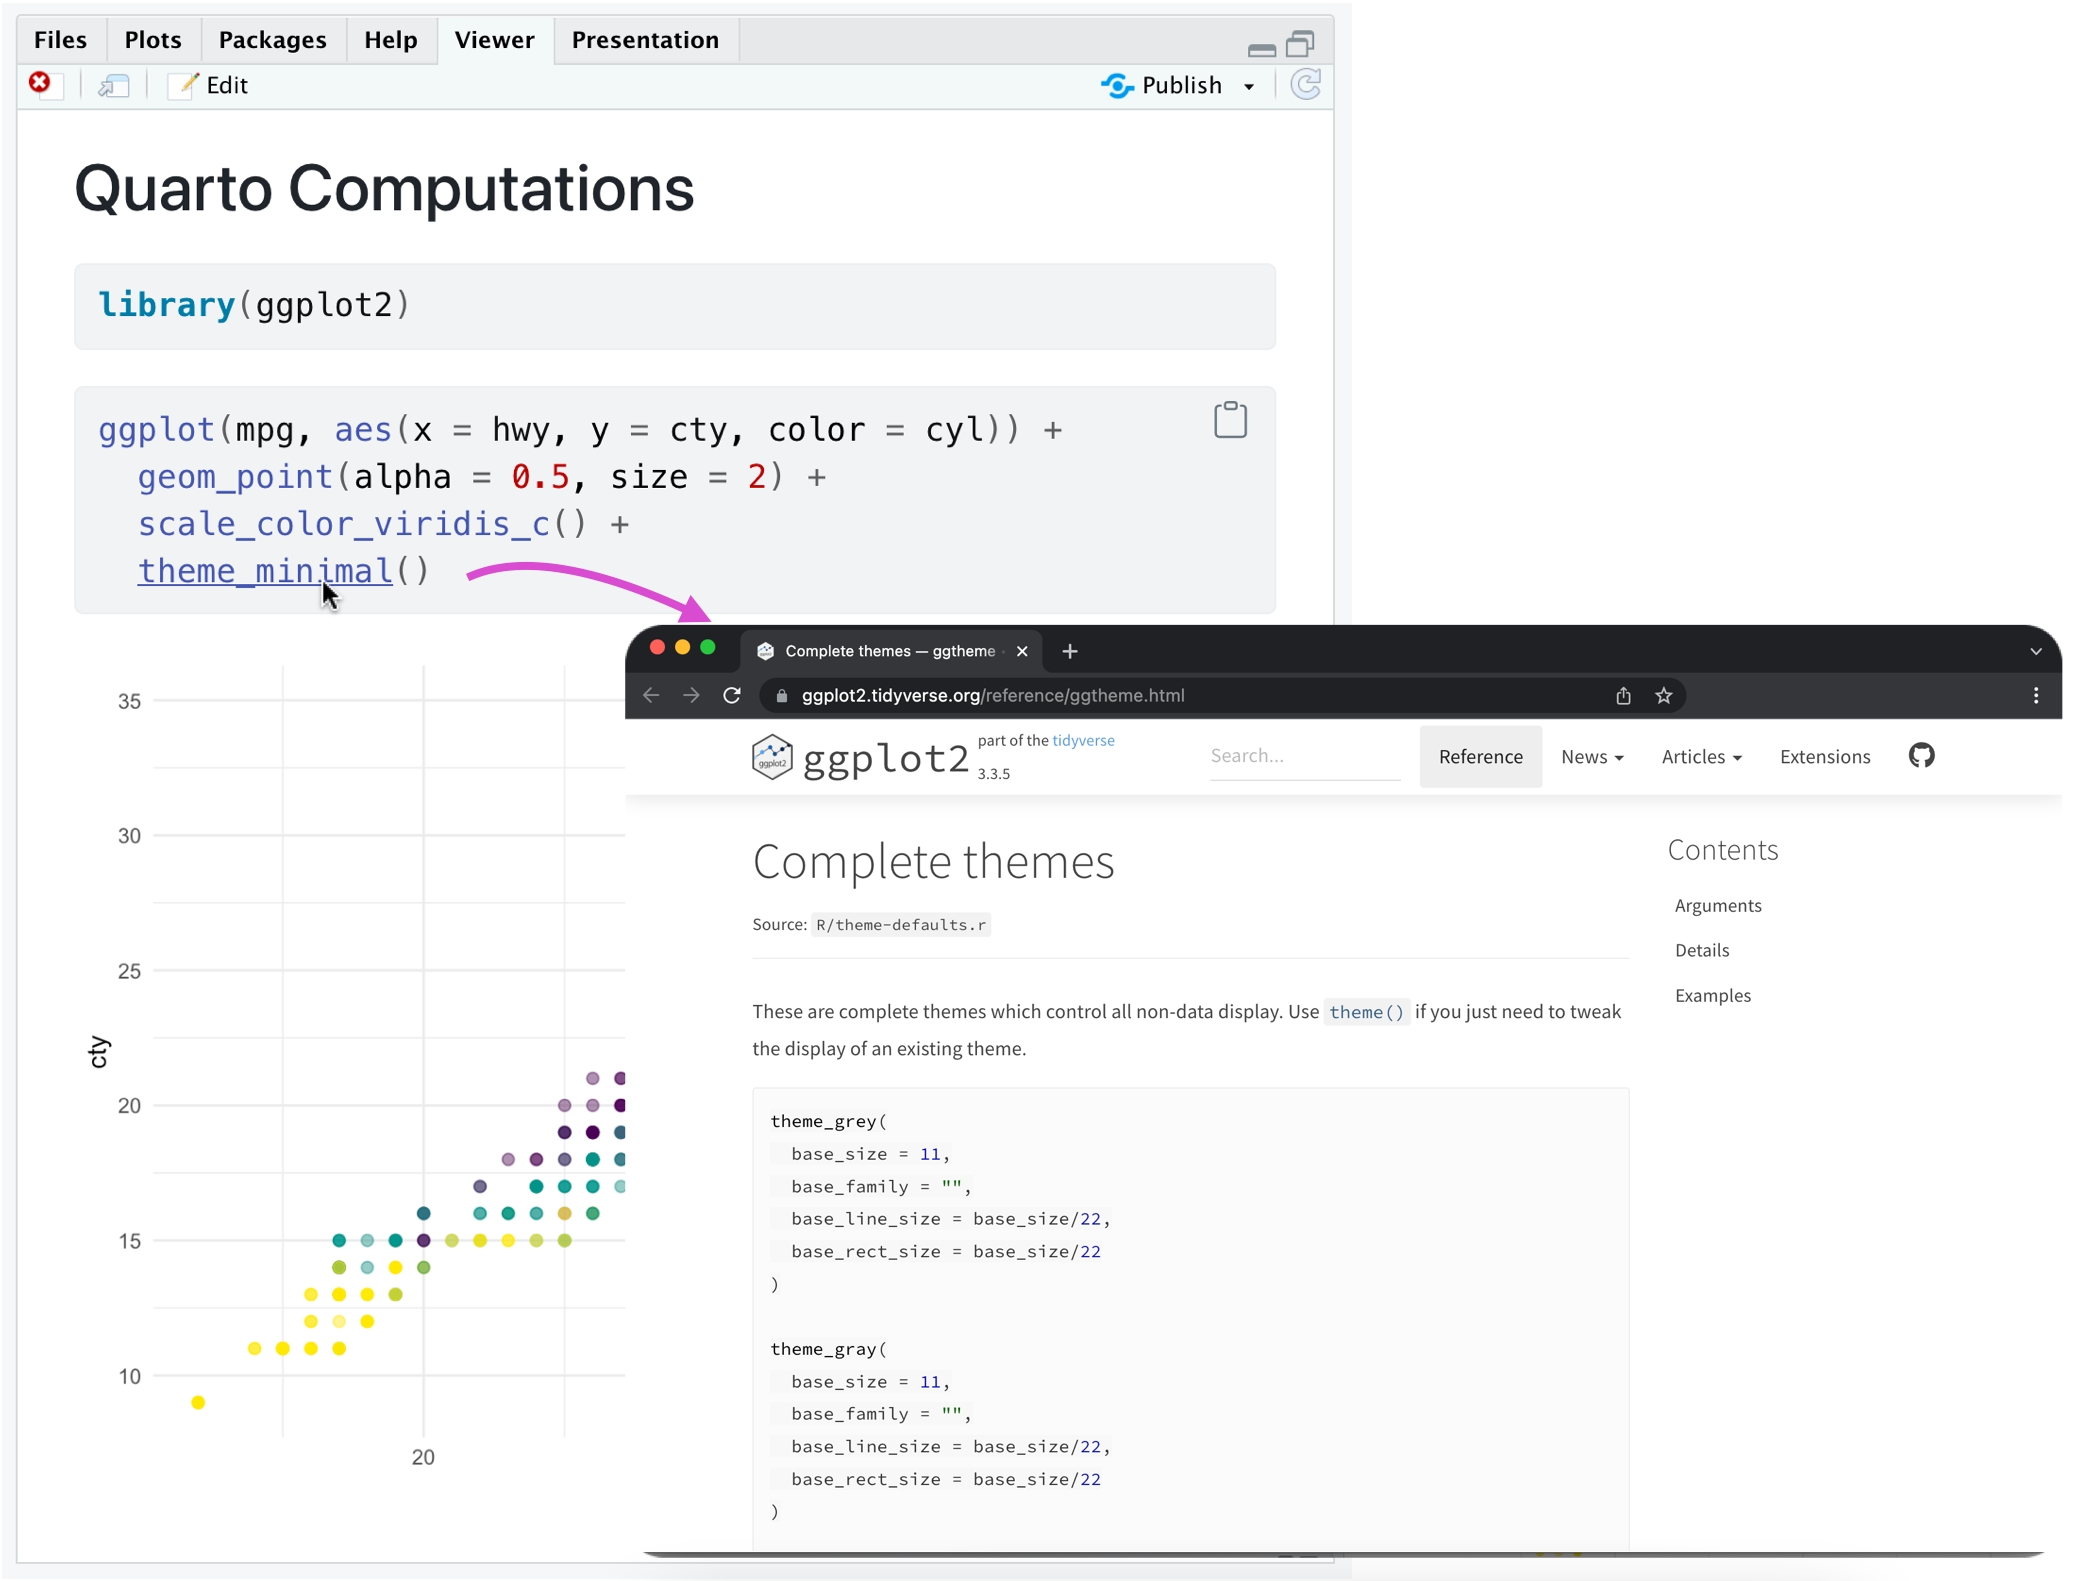 Files Plots Packages Help Viewer Presentation
Edit Publish
Quarto Computations
library(ggplot2)
ggplot(mpg, aes(x = hwy, y = cty, color = cyl)) +
  geom_point(alpha = 0.5, size = 2) +
  scale_color_viridis_c() +
  theme_minimal()
35
30
25
20
15
10
cty
20
Complete themes — ggtheme
ggplot2.tidyverse.org/reference/ggtheme.html
ggplot2
ggplot2 part of the tidyverse
3.3.5
Search... Reference News Articles Extensions
Complete themes
Source: R/theme-defaults.r
These are complete themes which control all non-data display. Use theme() if you just need to tweak
the display of an existing theme.
theme_grey(
  base_size = 11,
  base_family = "",
  base_line_size = base_size/22,
  base_rect_size = base_size/22
)
theme_gray(
  base_size = 11,
  base_family = "",
  base_line_size = base_size/22,
  base_rect_size = base_size/22
)
Contents
Arguments
Details
Examples